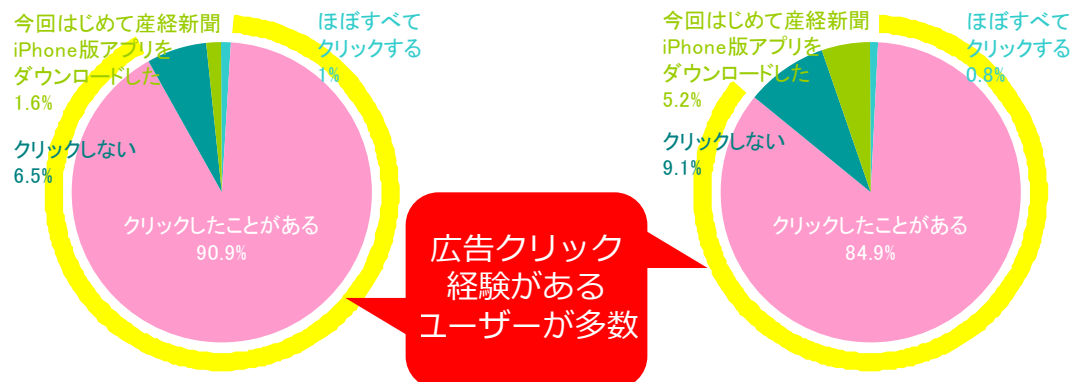 今回はじめて産経新聞
iPhone版アプリを
ダウンロードした
1.6%
ほぼすべて
クリックする
1%
クリックしない
6.5%
クリックしたことがある
90.9%
広告クリック
経験がある
ユーザーが多数
今回はじめて産経新聞
iPhone版アプリを
ダウンロードした
5.2%
ほぼすべて
クリックする
0.8%
クリックしない
9.1%
クリックしたことがある
84.9%